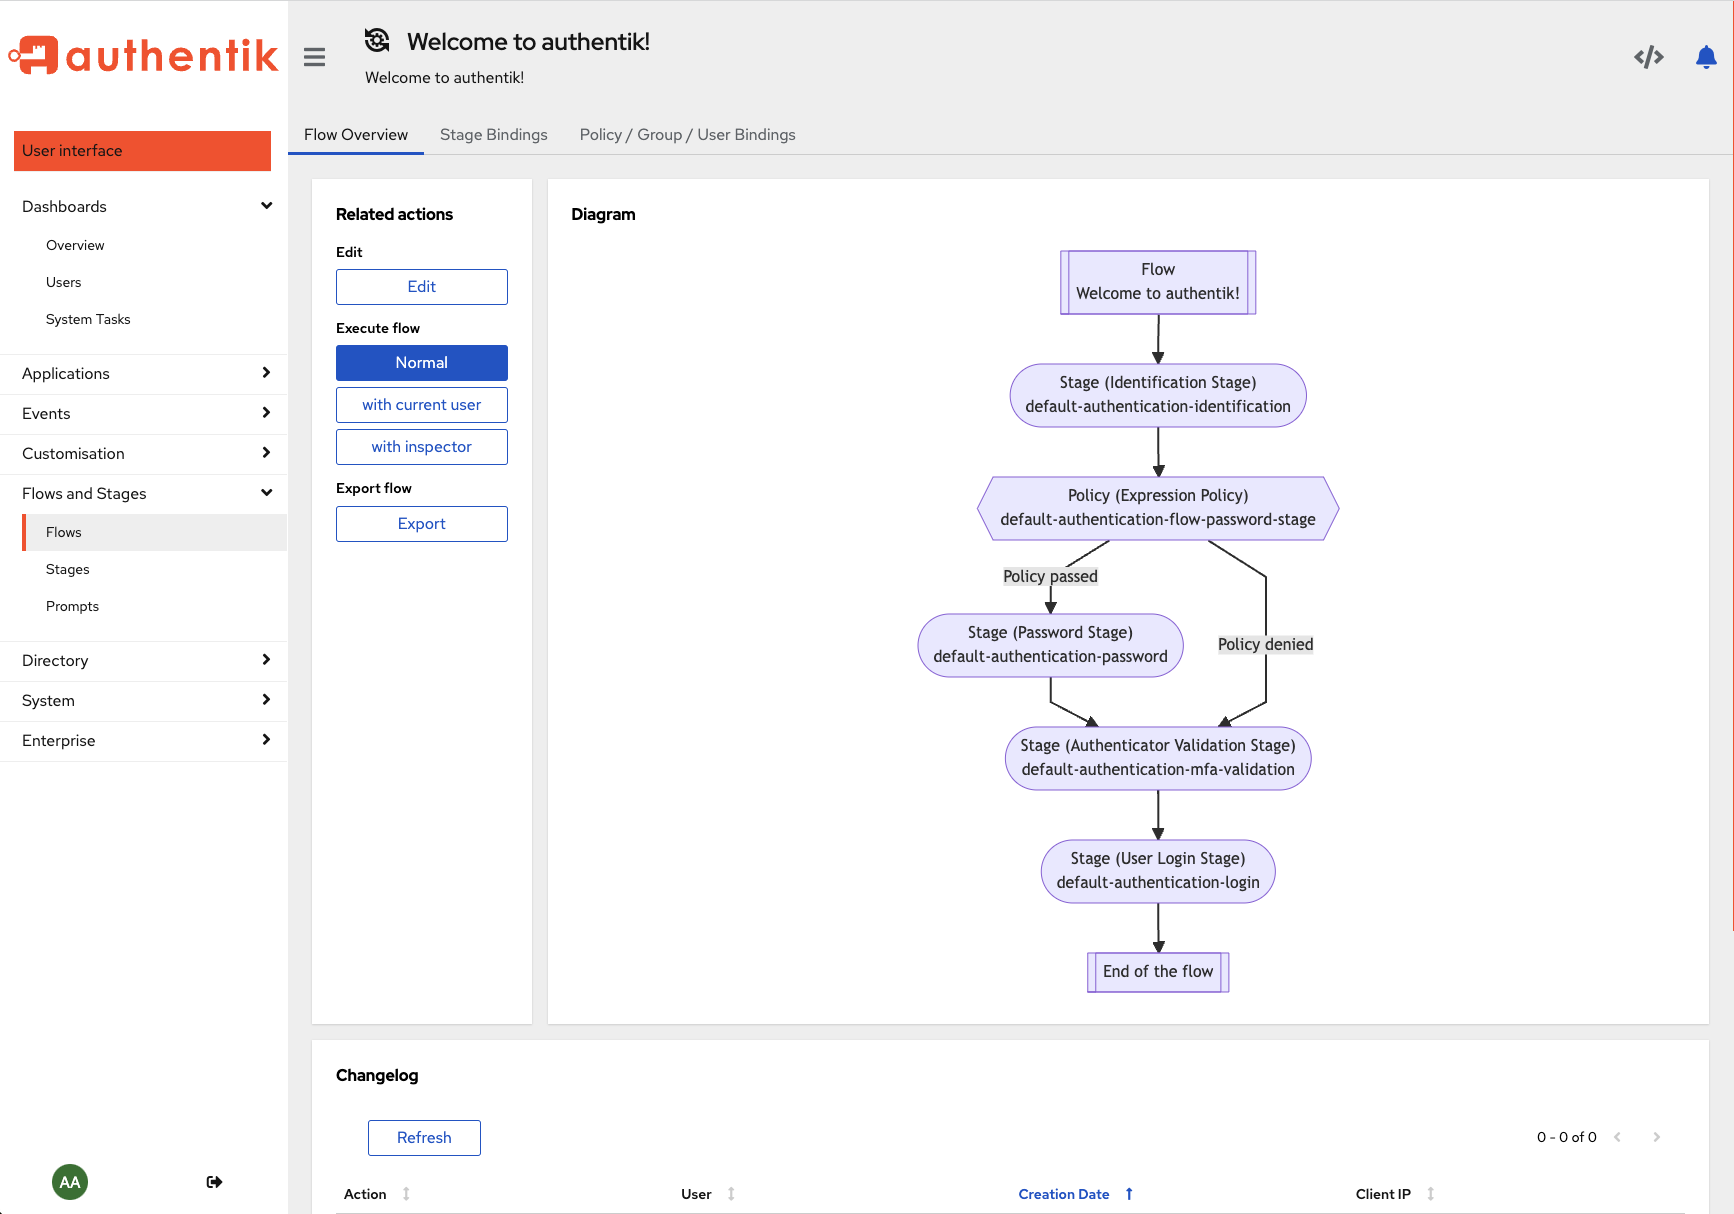 authentik
Welcome to authentik!
Welcome to authentik!
User interface
Dashboards
Overview
Users
System Tasks
Applications
Events
Customisation
Flows and Stages
Flows
Stages
Prompts
Directory
System
Enterprise
AA
Flow Overview
Stage Bindings
Policy / Group / User Bindings
Related actions
Edit
Edit
Execute flow
Normal
with current user
with inspector
Export flow
Export
Diagram
Flow
Welcome to authentik!
Stage (Identification Stage)
default-authentication-identification
Policy (Expression Policy)
default-authentication-flow-password-stage
Policy passed
Stage (Password Stage)
default-authentication-password
Policy denied
Stage (Authenticator Validation Stage)
default-authentication-mfa-validation
Stage (User Login Stage)
default-authentication-login
End of the flow
Changelog
Refresh
0 - 0 of 0
Action
User
Creation Date
Client IP